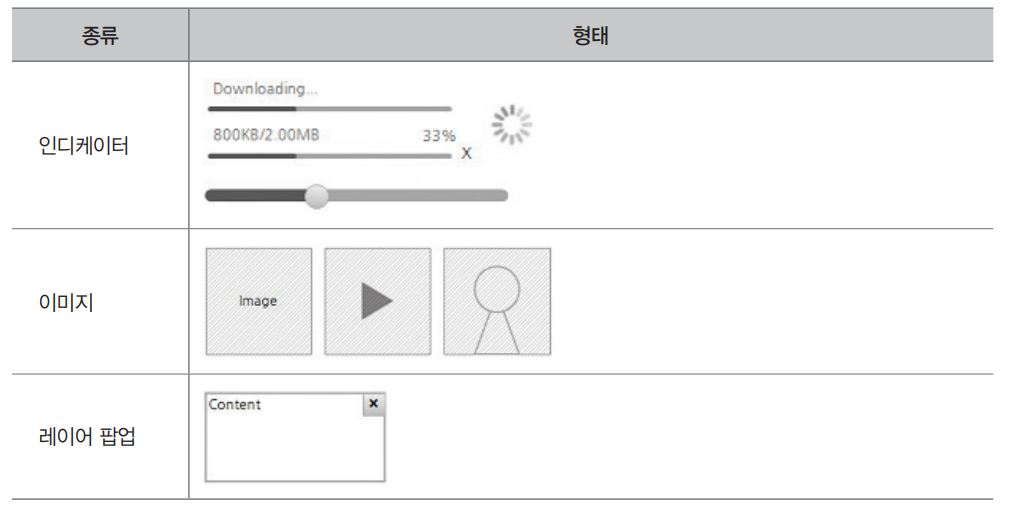 종류 형태
인디케이터
Downloading...
800KB/2.00MB 33%
X
이미지
Image
레이어 팝업
Content ×